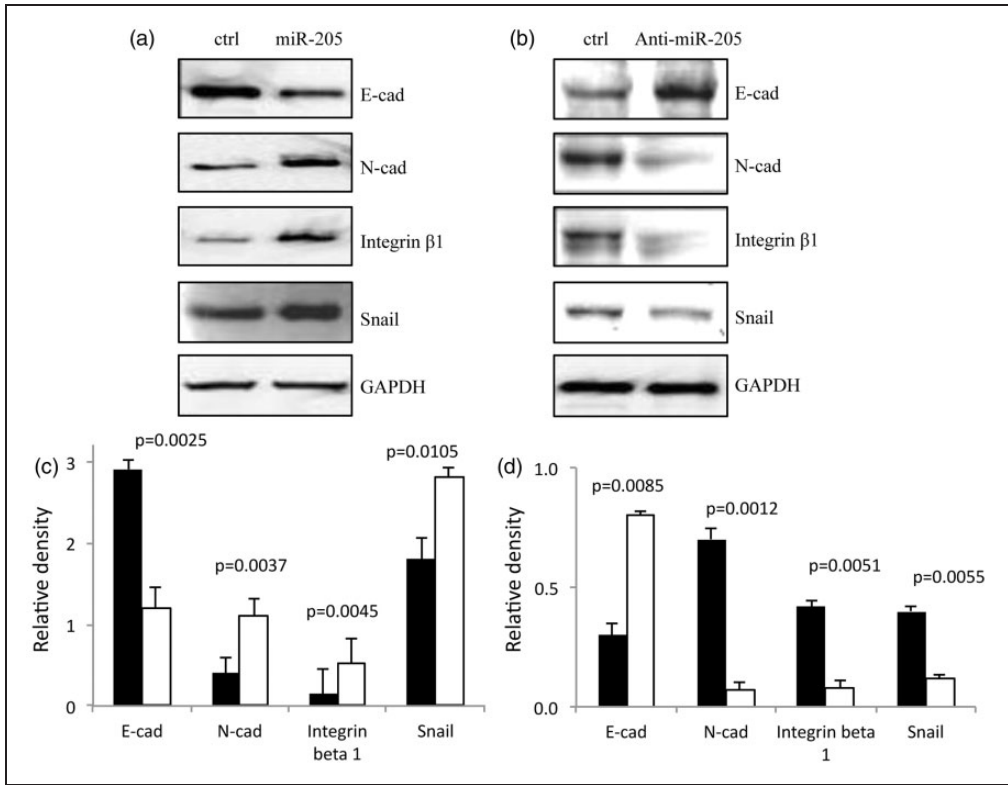 (a)
ctrl miR-205
E-cad
N-cad
Integrin β1
Snail
GAPDH
(b)
ctrl Anti-miR-205
E-cad
N-cad
Integrin β1
Snail
GAPDH
(c)
Relative density
3
2
1
0
p=0.0025
p=0.0037
p=0.0045
p=0.0105
E-cad N-cad Integrin beta 1 Snail
(d)
Relative density
1.0
0.5
0.0
p=0.0085
p=0.0012
p=0.0051
p=0.0055
E-cad N-cad Integrin beta 1 Snail